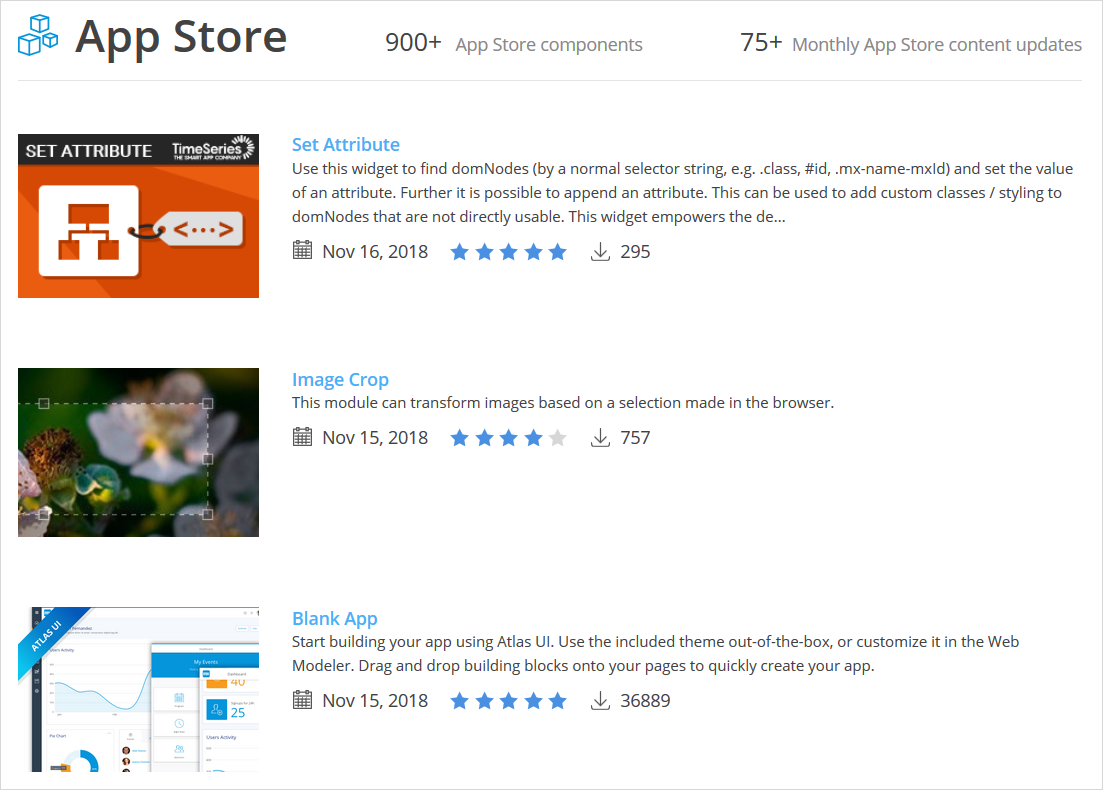 App Store
900+ App Store components
75+ Monthly App Store content updates
SET ATTRIBUTE
TimeSeries
THE SMART APP COMPANY
<...>
Set Attribute
Use this widget to find domNodes (by a normal selector string, e.g. .class, #id, .mx-name-mxId) and set the value
of an attribute. Further it is possible to append an attribute. This can be used to add custom classes / styling to
domNodes that are not directly usable. This widget empowers the de...
Nov 16, 2018
295
Image Crop
This module can transform images based on a selection made in the browser.
Nov 15, 2018
757
ATLAS UI
Users Activity
Pie Chart
Dashboard
My Events
Dashboard
40
25
Users Activity
Blank App
Start building your app using Atlas UI. Use the included theme out-of-the-box, or customize it in the Web
Modeler. Drag and drop building blocks onto your pages to quickly create your app.
Nov 15, 2018
36889